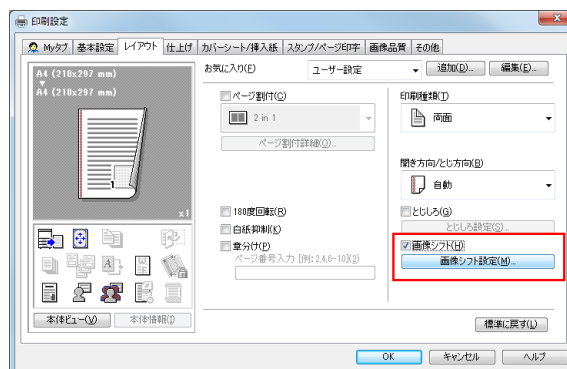 印刷設定
Myタブ 基本設定 レイアウト 仕上げ カバーシート/挿入紙 スタンプ/ページ印字 画像品質 その他
A4 (210x297 mm)
A4 (210x297 mm)
1
x1
本体ビュー(V) 本体情報(I)
お気に入り(F) ユーザー設定 追加(D)... 編集(E)...
ページ割付(C)
2 in 1
ページ割付詳細(O)...
180度回転(R)
白紙抑制(K)
章分け(P)
ページ番号入力 [例: 2,4,6-10](2)
印刷種類(T)
両面
開き方向/とじ方向(B)
自動
とじしろ(G)
とじしろ設定(S)...
画像シフト(H)
画像シフト設定(M)...
標準に戻す(L)
OK キャンセル ヘルプ